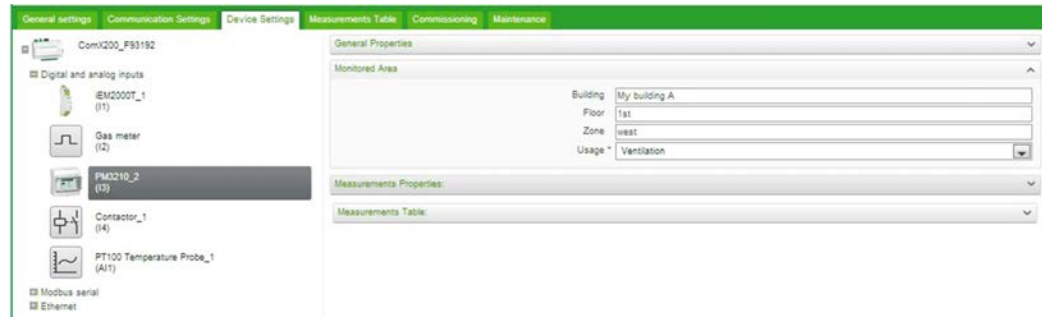 General settings Communication Settings Device Settings Measurements Table Commissioning Maintenance
ComX200_F93192
Digital and analog inputs
iEM2000T_1
(I1)
Gas meter
(I2)
PM3210_2
(I3)
Contactor_1
(I4)
PT100 Temperature Probe_1
(AI1)
Modbus serial
Ethernet
General Properties
Monitored Area
Building My building A
Floor 1st
Zone west
Usage * Ventilation
Measurements Properties:
Measurements Table: